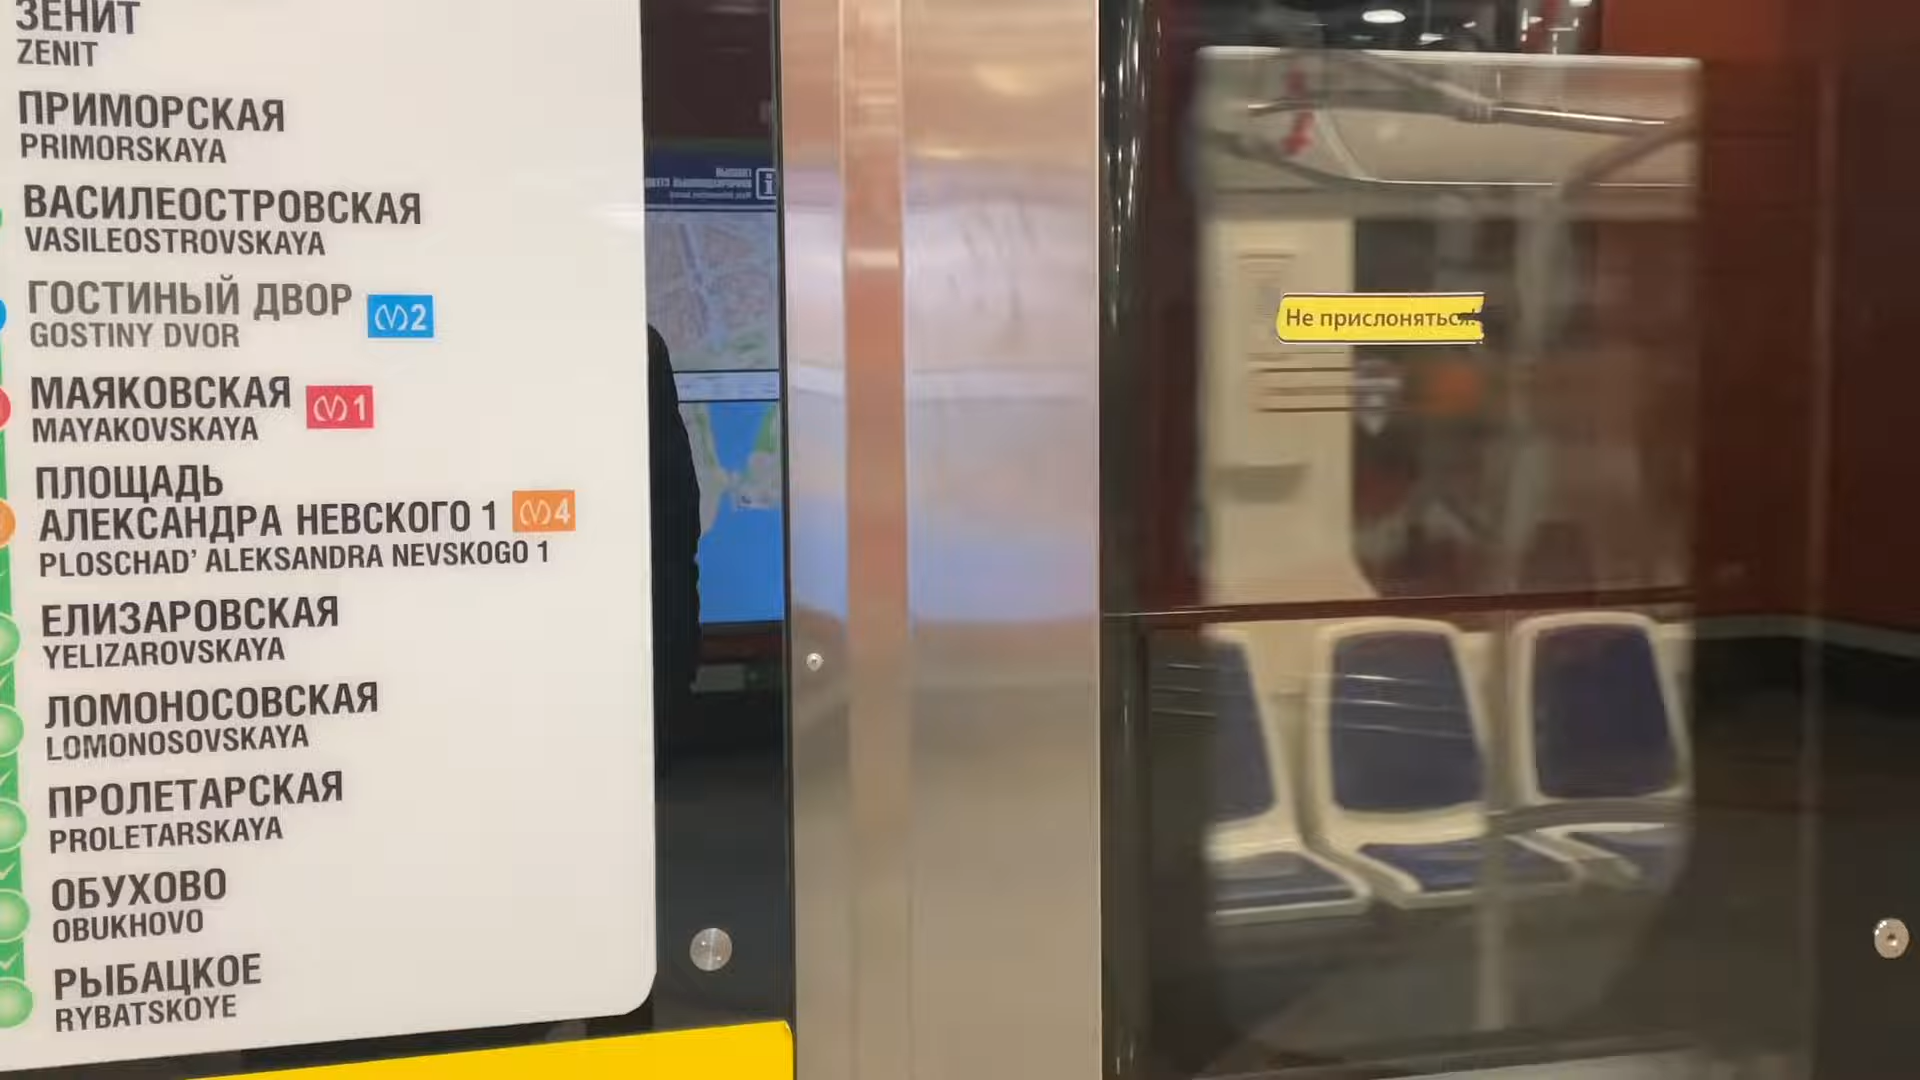 ЗЕНИТ
ZENIT
ПРИМОРСКАЯ
PRIMORSKAYA
ВАСИЛЕОСТРОВСКАЯ
VASILEOSTROVSKAYA
ГОСТИНЫЙ ДВОР
GOSTINY DVOR
2
МАЯКОВСКАЯ
MAYAKOVSKAYA
1
ПЛОЩАДЬ
АЛЕКСАНДРА НЕВСКОГО 1
4
PLOSCHAD’ ALEKSANDRA NEVSKOGO 1
ЕЛИЗАРОВСКАЯ
YELIZAROVSKAYA
ЛОМОНОСОВСКАЯ
LOMONOSOVSKAYA
ПРОЛЕТАРСКАЯ
PROLETARSKAYA
ОБУХОВО
OBUKHOVO
РЫБАЦКОЕ
RYBATSKOYE
Не прислоняться!